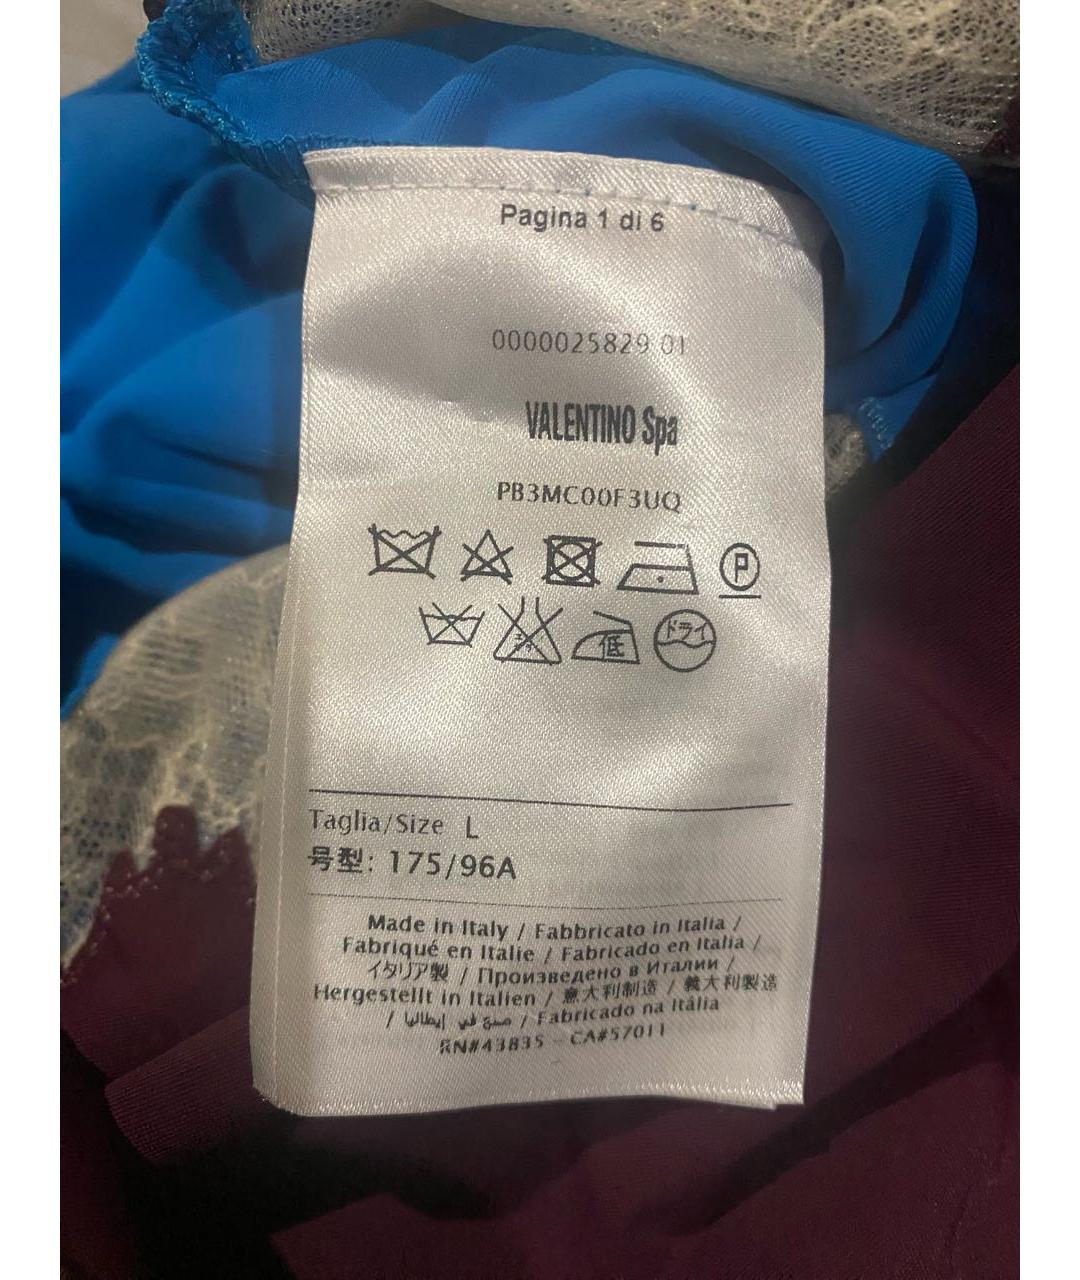 Pagina 1 di 6
0000025829 01
VALENTINO Spa
PB3MC00F3UQ
P
低 ドライ
Taglia/Size L
号型: 175/96A
Made in Italy / Fabbricato in Italia /
Fabriqué en Italie / Fabricado en Italia /
イタリア製 / Произведено в Италии /
Hergestellt in Italien / 意大利制造 / 義大利製造
/ صنع في إيطاليا / Fabricado na Itália
RN#43835 - CA#57011